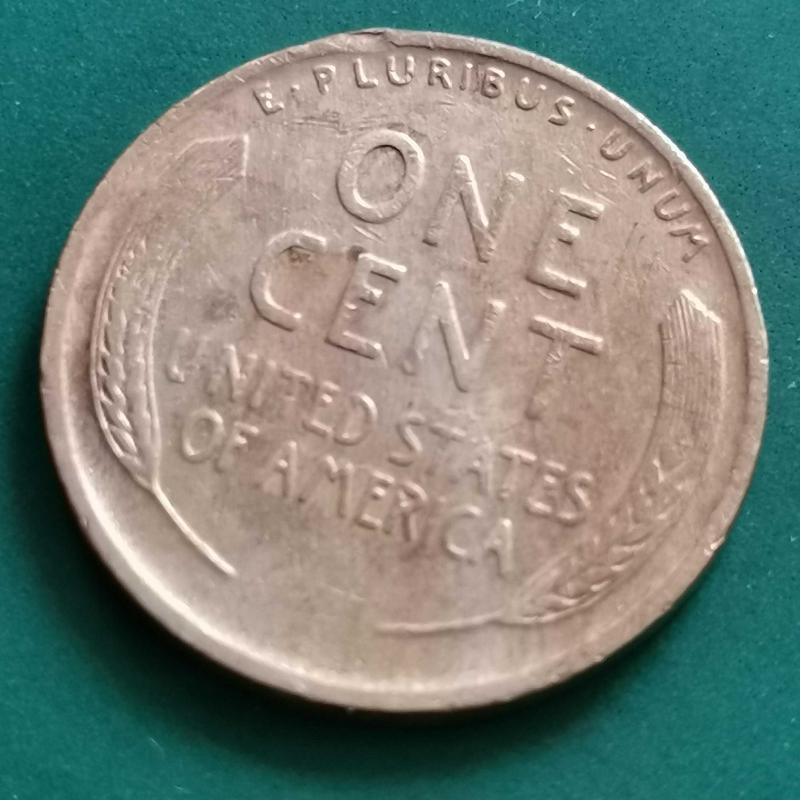 E·PLURIBUS·UNUM
ONE
CENT
UNITED STATES
OF AMERICA